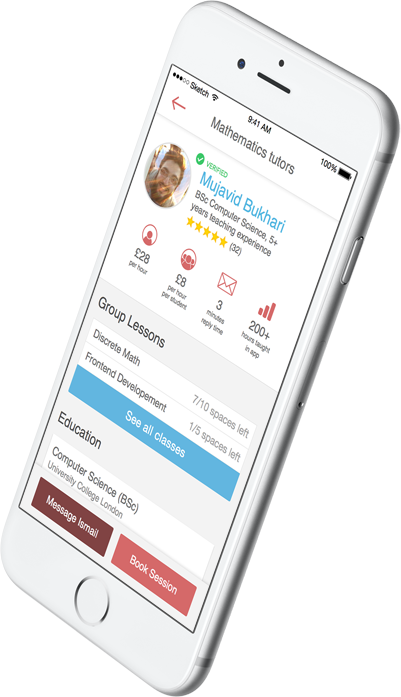 Sketch
9:41 AM
100%
Mathematics tutors
VERIFIED
Mujavid Bukhari
BSc Computer Science, 5+
years teaching experience
(32)
£28
per hour
£8
per hour
per student
3
minutes
reply time
200+
hours taught
in app
Group Lessons
Discrete Math
7/10 spaces left
Frontend Developement
1/5 spaces left
See all classes
Education
Computer Science (BSc)
University College London
Message Ismail
Book Session